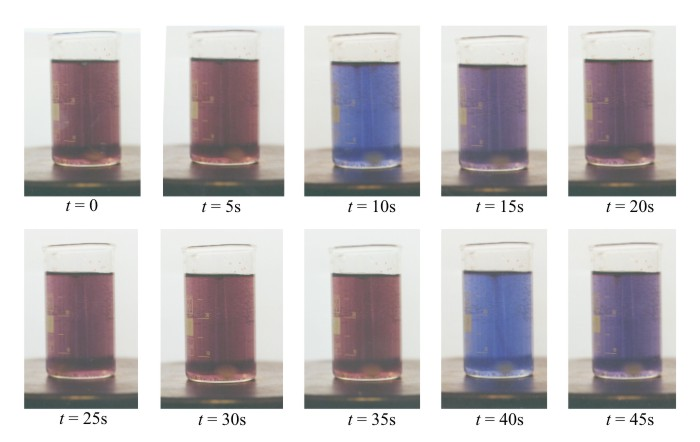 t = 0
t = 5s
t = 10s
t = 15s
t = 20s
t = 25s
t = 30s
t = 35s
t = 40s
t = 45s